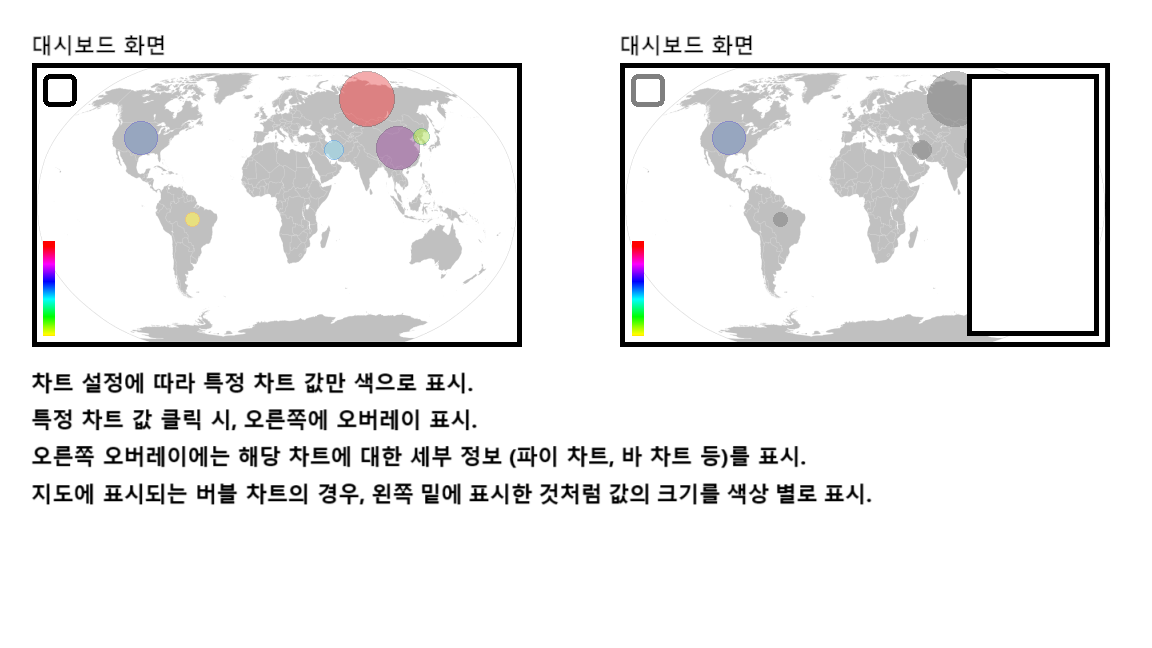 대시보드 화면
대시보드 화면
차트 설정에 따라 특정 차트 값만 색으로 표시.
특정 차트 값 클릭 시, 오른쪽에 오버레이 표시.
오른쪽 오버레이에는 해당 차트에 대한 세부 정보 (파이 차트, 바 차트 등)를 표시.
지도에 표시되는 버블 차트의 경우, 왼쪽 밑에 표시한 것처럼 값의 크기를 색상 별로 표시.